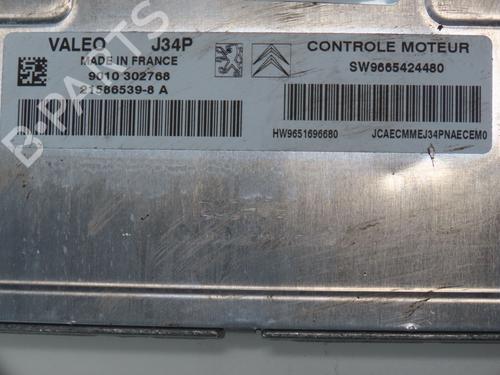 VALEO J34P
MADE IN FRANCE
9010 302768
21586539-8 A
CONTROLE MOTEUR
SW9665424480
HW9651696680 JCAECMMEJ34PNAECEM0
B-PARTS